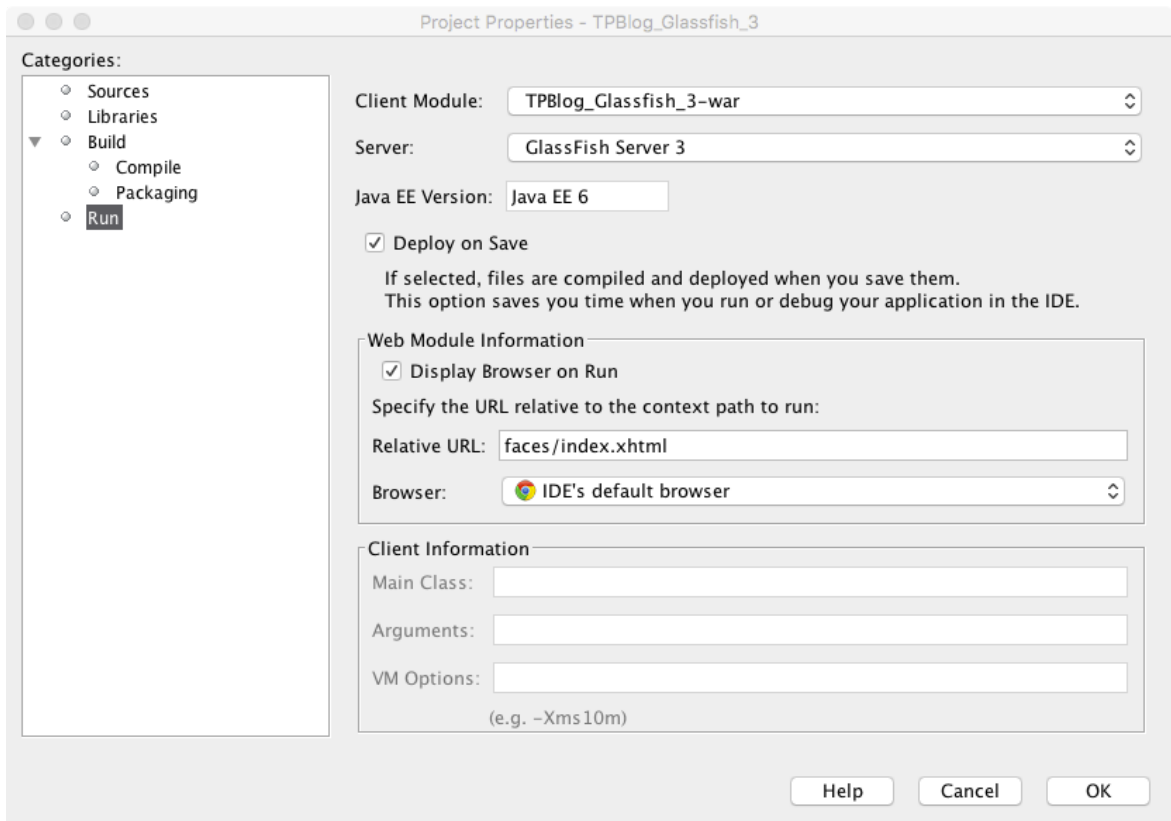 Project Properties - TPBlog_Glassfish_3
Categories:
Sources
Libraries
Build
Compile
Packaging
Run
Client Module: TPBlog_Glassfish_3-war
Server: GlassFish Server 3
Java EE Version: Java EE 6
Deploy on Save
If selected, files are compiled and deployed when you save them.
This option saves you time when you run or debug your application in the IDE.
Web Module Information
Display Browser on Run
Specify the URL relative to the context path to run:
Relative URL: faces/index.xhtml
Browser: IDE's default browser
Client Information
Main Class:
Arguments:
VM Options:
(e.g. -Xms10m)
Help Cancel OK